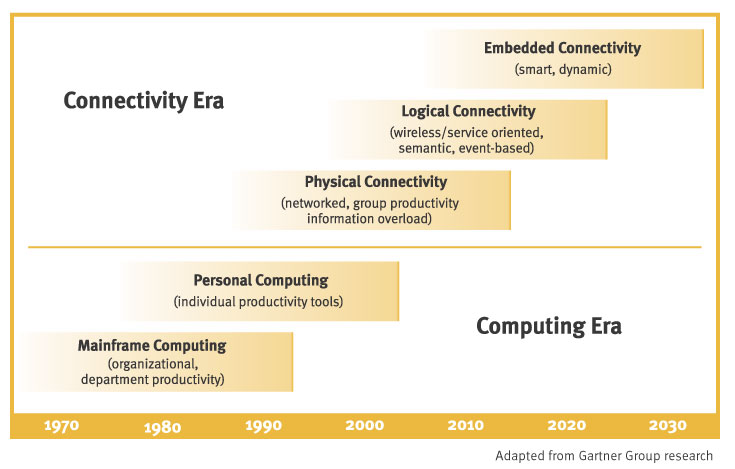 Embedded Connectivity
(smart, dynamic)
Connectivity Era
Logical Connectivity
(wireless/service oriented,
semantic, event-based)
Physical Connectivity
(networked, group productivity
information overload)
Personal Computing
(individual productivity tools)
Computing Era
Mainframe Computing
(organizational,
department productivity)
1970 1980 1990 2000 2010 2020 2030
Adapted from Gartner Group research